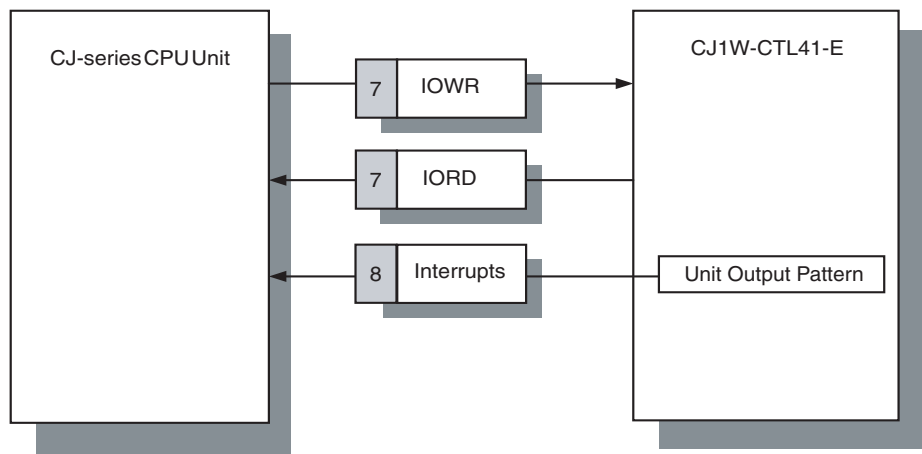 CJ-series CPU Unit
CJ1W-CTL41-E
7 IOWR
7 IORD
8 Interrupts
Unit Output Pattern